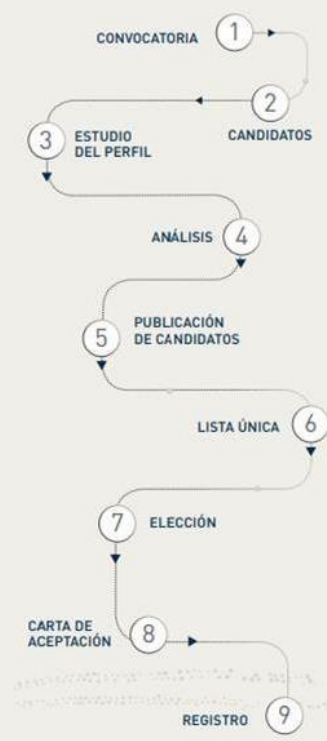 CONVOCATORIA
1
2
CANDIDATOS
3
ESTUDIO
DEL PERFIL
ANÁLISIS
4
5
PUBLICACIÓN
DE CANDIDATOS
LISTA ÚNICA
6
7
ELECCIÓN
CARTA DE
ACEPTACIÓN
8
REGISTRO
9